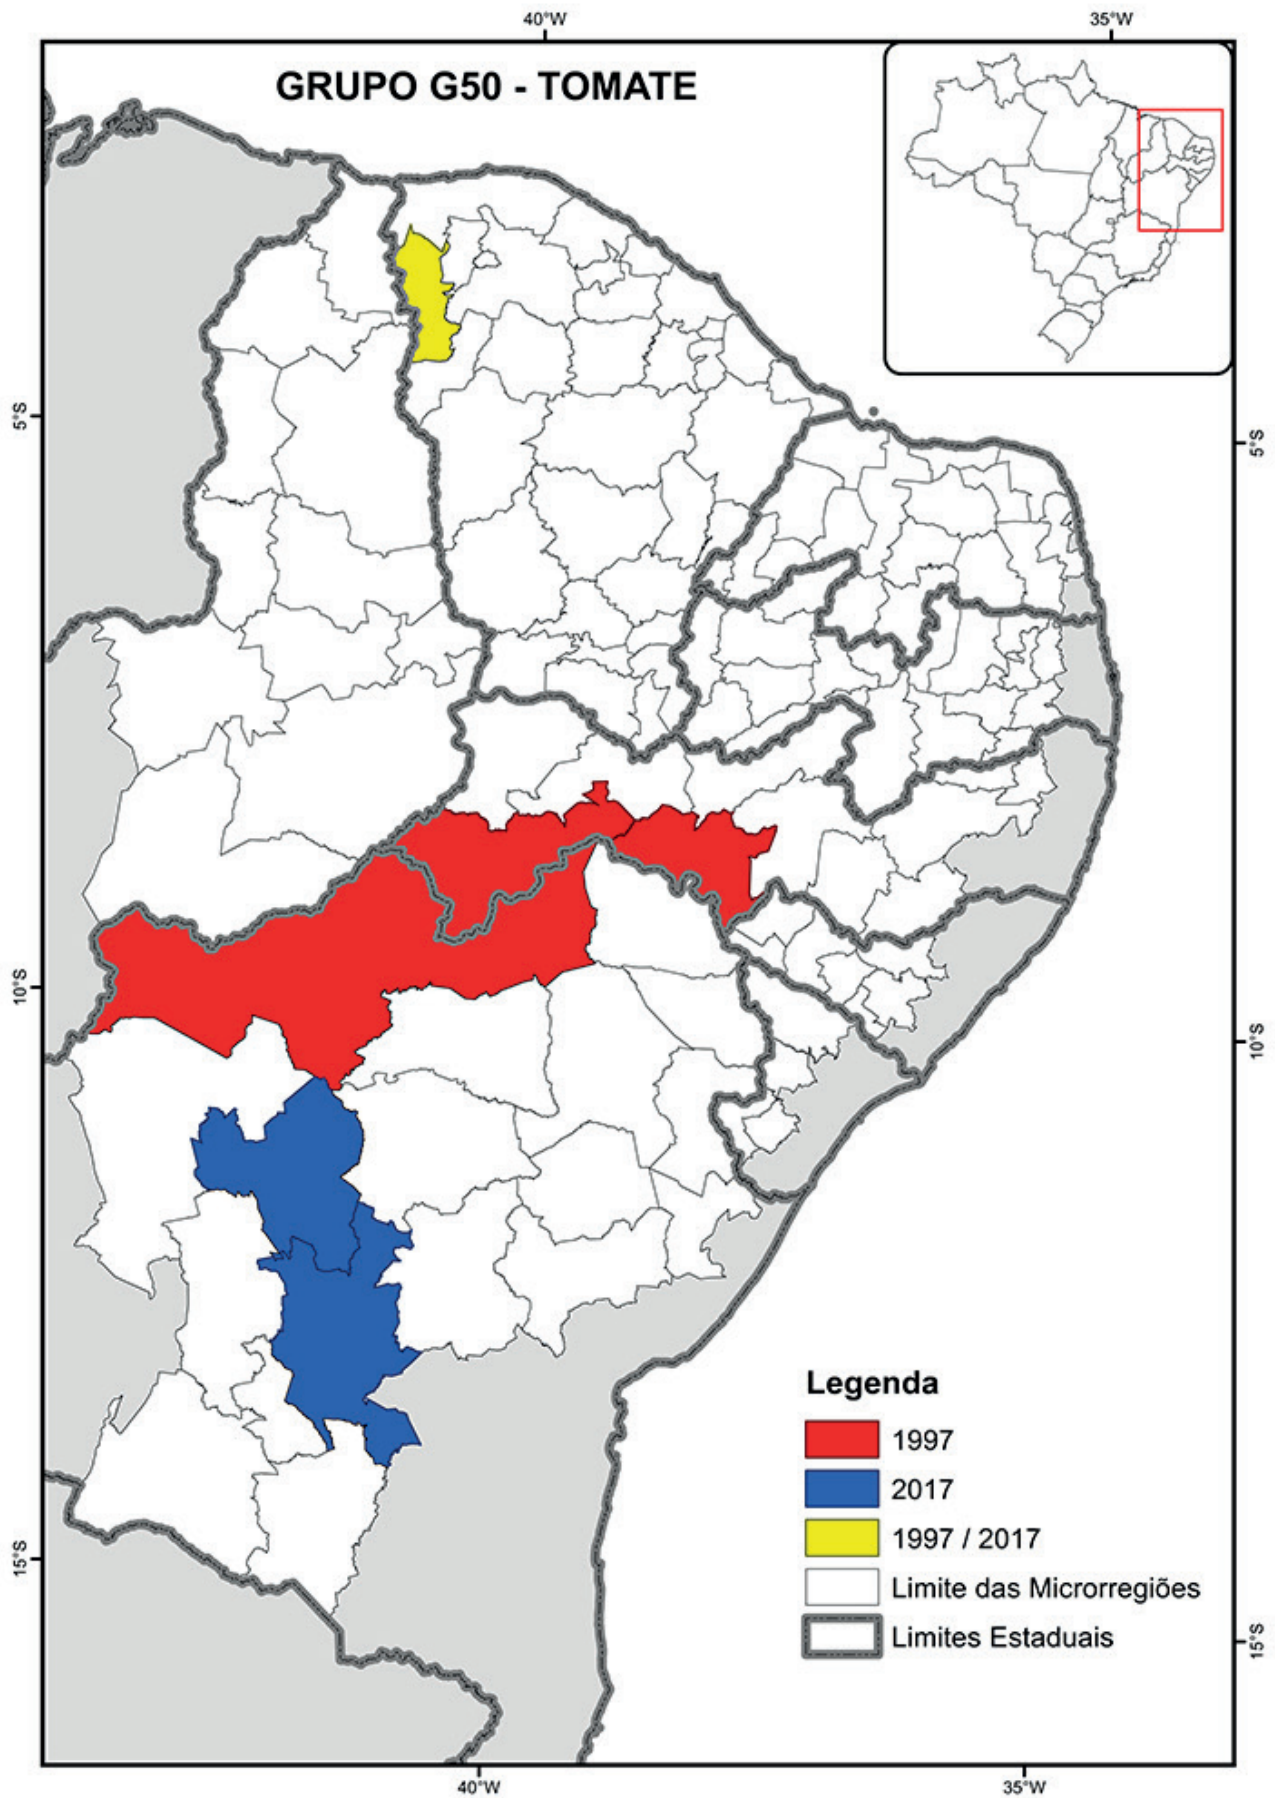 40°W
35°W
GRUPO G50 - TOMATE
5°S
5°S
10°S
10°S
Legenda
1997
2017
1997 / 2017
Limite das Microrregiões
Limites Estaduais
15°S
15°S
40°W
35°W